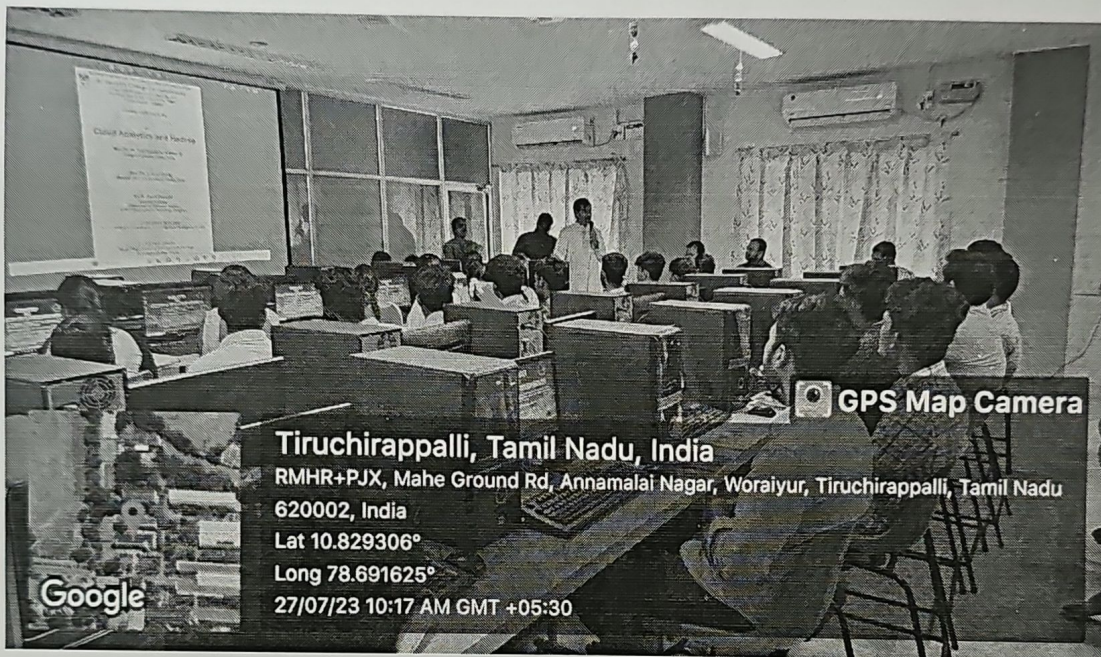 GPS Map Camera
Tiruchirappalli, Tamil Nadu, India
RMHR+PJX, Mahe Ground Rd, Annamalai Nagar, Woraiyur, Tiruchirappalli, Tamil Nadu
620002, India
Lat 10.829306°
Long 78.691625°
27/07/23 10:17 AM GMT +05:30
Google